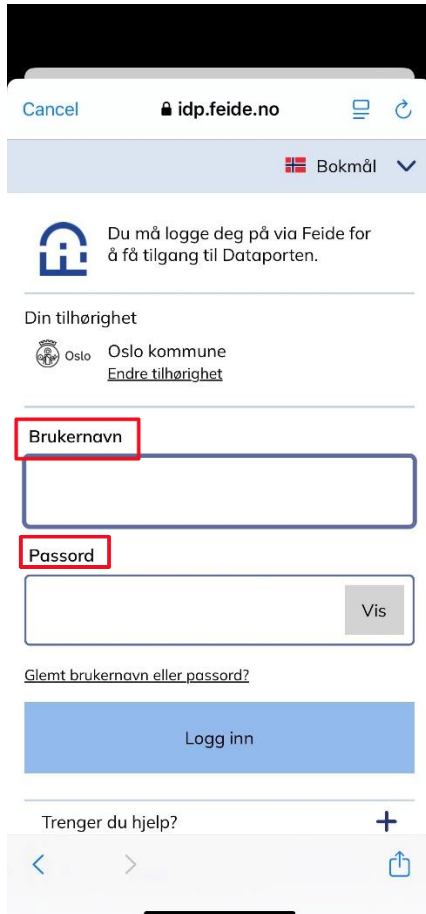 Cancel
idp.feide.no
Bokmål
Du må logge deg på via Feide for
å få tilgang til Dataporten.
Din tilhørighet
Oslo
Oslo kommune
Endre tilhørighet
Brukernavn
Passord
Vis
Glemt brukernavn eller passord?
Logg inn
Trenger du hjelp?